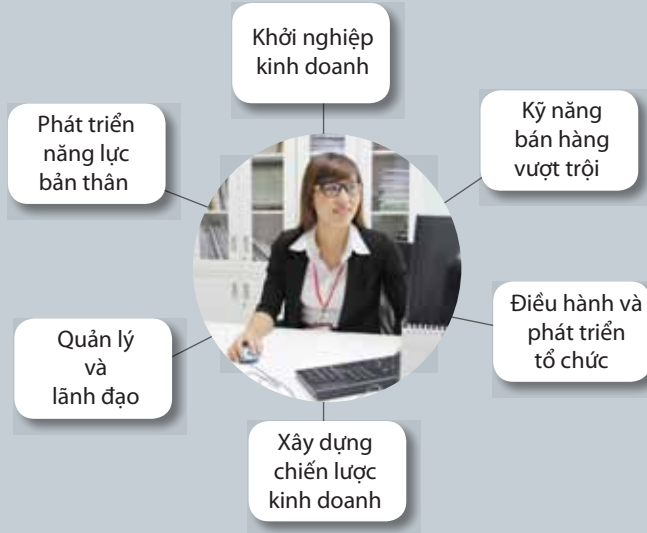 Khởi nghiệp
kinh doanh
Kỹ năng
bán hàng
vượt trội
Điều hành và
phát triển
tổ chức
Xây dựng
chiến lược
kinh doanh
Quản lý
và
lãnh đạo
Phát triển
năng lực
bản thân